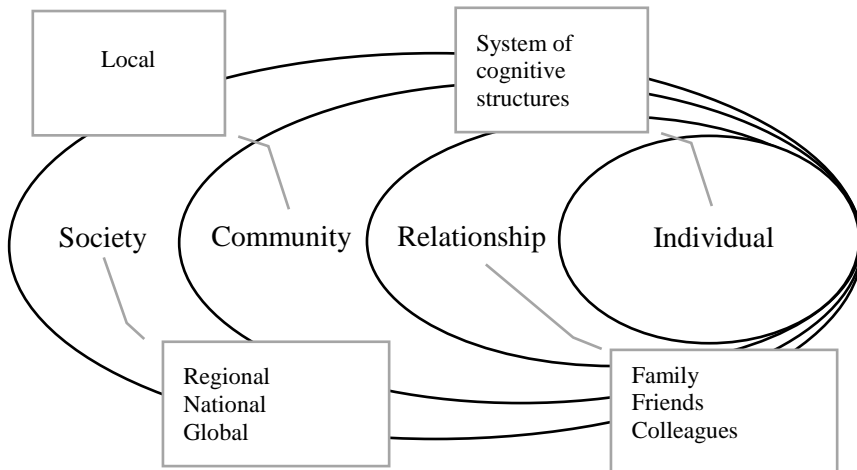 Local
System of
cognitive
structures
Society
Community
Relationship
Individual
Regional
National
Global
Family
Friends
Colleagues